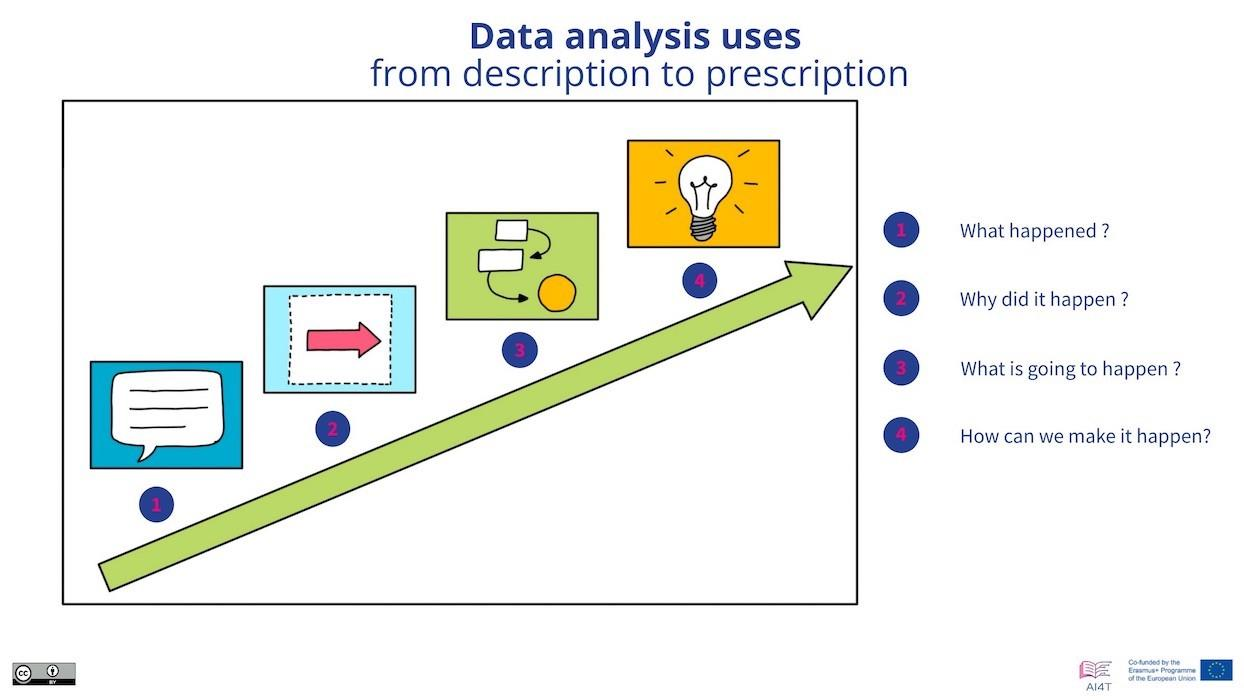 Data analysis uses
from description to prescription
1
2
3
4
1 What happened ?
2 Why did it happen ?
3 What is going to happen ?
4 How can we make it happen?
cc
BY
AI4T
Co-funded by the
Erasmus+ Programme
of the European Union